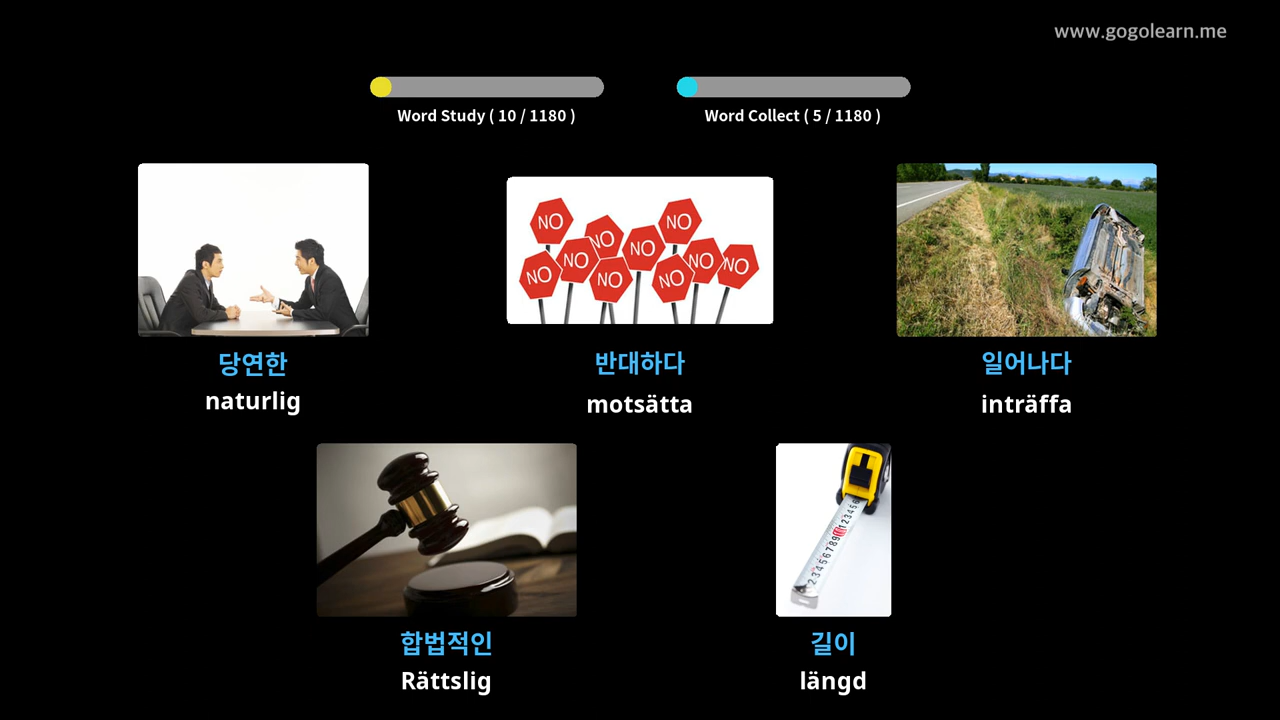 www.gogolearn.me
Word Study ( 10 / 1180 )
Word Collect ( 5 / 1180 )
NO
NO
NO
NO
NO
NO
NO
NO
NO
NO
당연한
naturlig
반대하다
motsätta
일어나다
inträffa
123456
23456789
합법적인
Rättslig
길이
längd